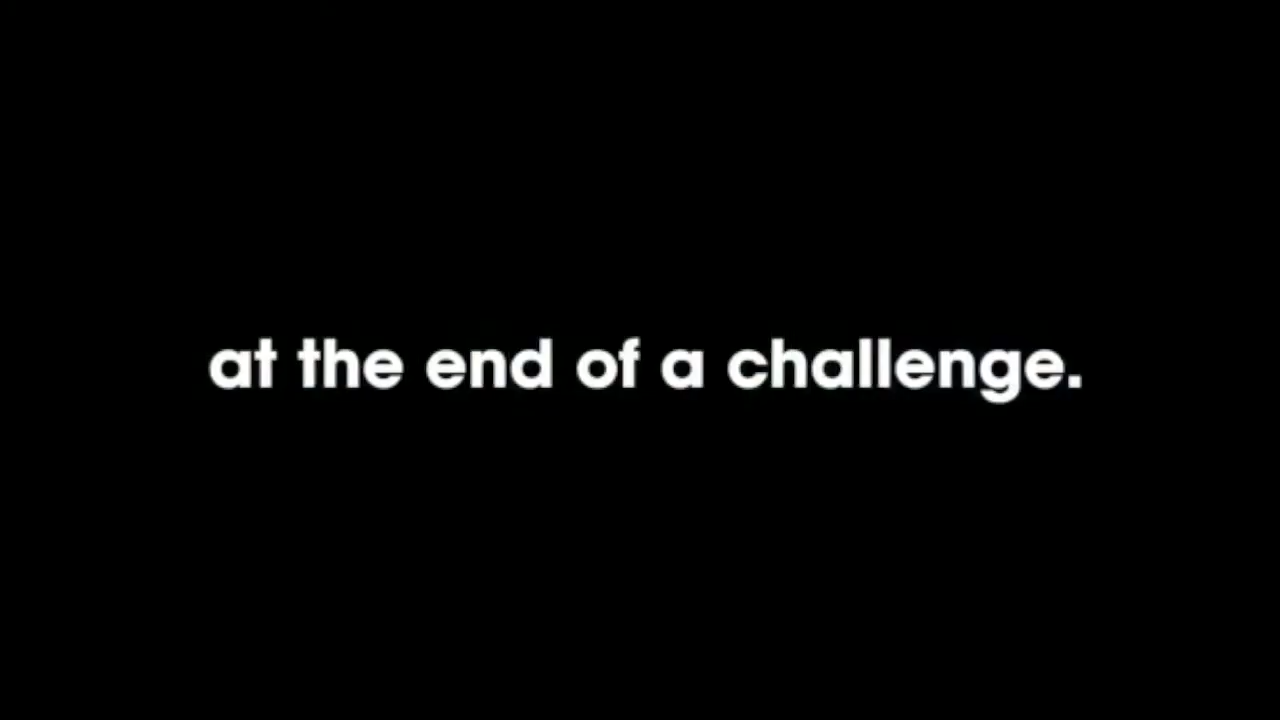 at the end of a challenge.